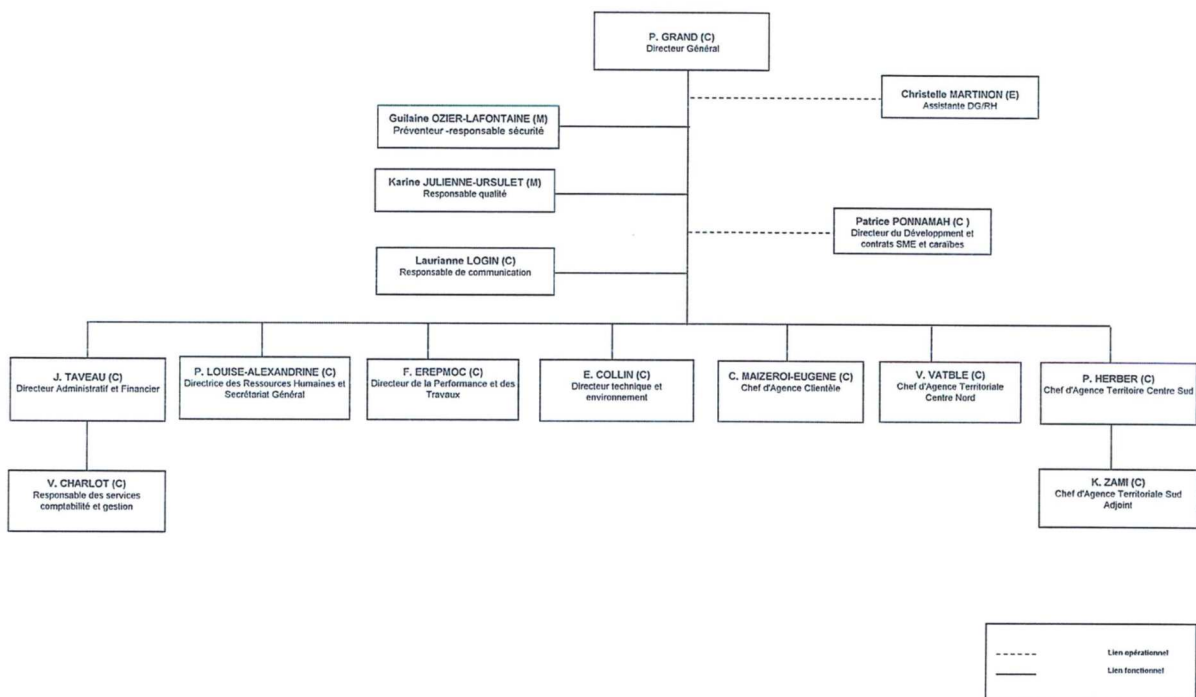 P. GRAND (C)
Directeur Général
Christelle MARTINON (E)
Assistante DG/RH
Guilaine OZIER-LAFONTAINE (M)
Préventeur -responsable sécurité
Karine JULIENNE-URSULET (M)
Responsable qualité
Patrice PONNAMAH (C )
Directeur du Développment et
contrats SME et caraïbes
Laurianne LOGIN (C)
Responsable de communication
J. TAVEAU (C)
Directeur Administratif et Financier
P. LOUISE-ALEXANDRINE (C)
Directrice des Ressources Humaines et
Secrétariat Général
F. EREPMOC (C)
Directeur de la Performance et des
Travaux
E. COLLIN (C)
Directeur technique et
environnement
C. MAIZEROI-EUGENE (C)
Chef d'Agence Clientèle
V. VATBLE (C)
Chef d'Agence Territoriale
Centre Nord
P. HERBER (C)
Chef d'Agence Territoire Centre Sud
V. CHARLOT (C)
Responsable des services
comptabilité et gestion
K. ZAMI (C)
Chef d'Agence Territoriale Sud
Adjoint
Lien opérationnel
Lien fonctionnel